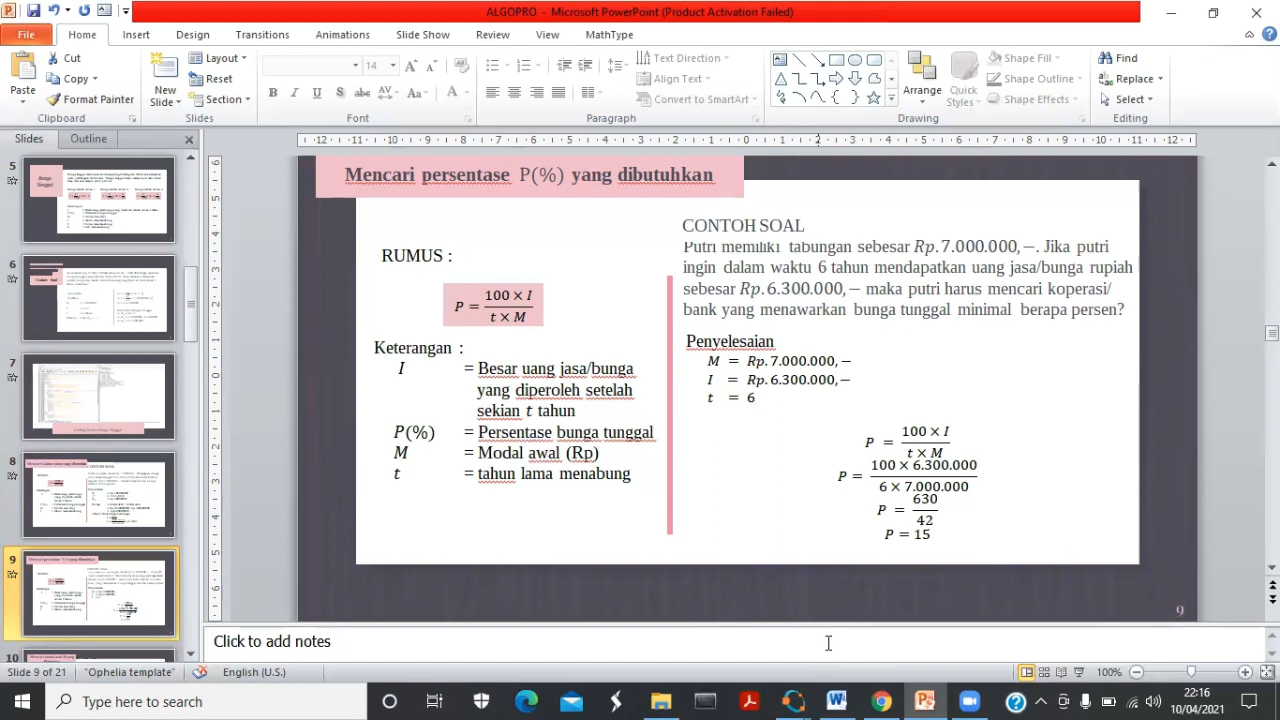 ALGOPRO - Microsoft PowerPoint (Product Activation Failed)
File Home Insert Design Transitions Animations Slide Show Review View MathType
Paste
Cut
Copy
Format Painter
Clipboard
New Slide
Layout
Reset
Section
Slides
14
Font
Paragraph
Text Direction
Align Text
Convert to SmartArt
Arrange
Quick Styles
Shape Fill
Shape Outline
Shape Effects
Drawing
Find
Replace
Select
Editing
Slides Outline
5
6
8
9
10
Mencari persentase P(%) yang dibutuhkan
RUMUS :
P = (100 × I) / (t × M)
Keterangan :
I = Besar uang jasa/bunga
yang diperoleh setelah
sekian t tahun
P(%) = Persentase bunga tunggal
M = Modal awal (Rp)
t = tahun lama menabung
CONTOH SOAL
Putri memiliki tabungan sebesar Rp. 7.000.000, −. Jika putri
ingin dalam waktu 6 tahun mendapatkan uang jasa/bunga rupiah
sebesar Rp. 6.300.000, − maka putri harus mencari koperasi/
bank yang menawarkan bunga tunggal minimal berapa persen?
Penyelesaian
M = Rp. 7.000.000, −
I = Rp. 6.300.000, −
t = 6
P = (100 × I) / (t × M)
P = (100 × 6.300.000) / (6 × 7.000.000)
P = 630 / 42
P = 15
9
Click to add notes
Slide 9 of 21 "Ophelia template" English (U.S.) 100%
Type here to search
22:16
10/04/2021